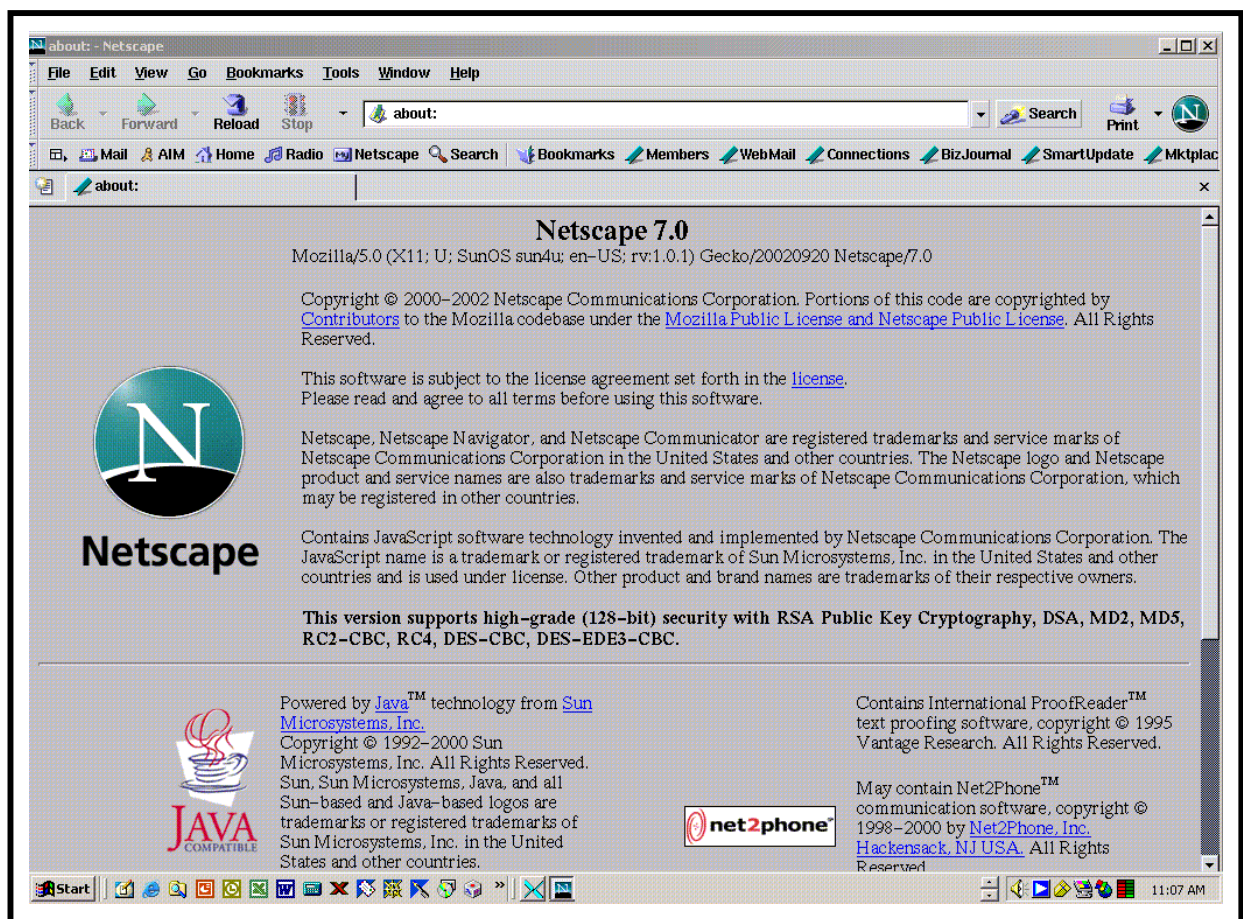 about: - Netscape
File Edit View Go Bookmarks Tools Window Help
Back Forward Reload Stop about: Search Print N
Mail AIM Home Radio Netscape Search Bookmarks Members WebMail Connections BizJournal SmartUpdate Mktplac
about:
Netscape 7.0
Mozilla/5.0 (X11; U; SunOS sun4u; en-US; rv:1.0.1) Gecko/20020920 Netscape/7.0
Copyright © 2000-2002 Netscape Communications Corporation. Portions of this code are copyrighted by
Contributors to the Mozilla codebase under the Mozilla Public License and Netscape Public License. All Rights
Reserved.
This software is subject to the license agreement set forth in the license.
Please read and agree to all terms before using this software.
N
Netscape
Netscape, Netscape Navigator, and Netscape Communicator are registered trademarks and service marks of
Netscape Communications Corporation in the United States and other countries. The Netscape logo and Netscape
product and service names are also trademarks and service marks of Netscape Communications Corporation, which
may be registered in other countries.
Contains JavaScript software technology invented and implemented by Netscape Communications Corporation. The
JavaScript name is a trademark or registered trademark of Sun Microsystems, Inc. in the United States and other
countries and is used under license. Other product and brand names are trademarks of their respective owners.
This version supports high-grade (128-bit) security with RSA Public Key Cryptography, DSA, MD2, MD5,
RC2-CBC, RC4, DES-CBC, DES-EDE3-CBC.
JAVA
COMPATIBLE
Powered by Java™ technology from Sun
Microsystems, Inc.
Copyright © 1992-2000 Sun
Microsystems, Inc. All Rights Reserved.
Sun, Sun Microsystems, Java, and all
Sun-based and Java-based logos are
trademarks or registered trademarks of
Sun Microsystems, Inc. in the United
States and other countries.
net2phone
Contains International ProofReader™
text proofing software, copyright © 1995
Vantage Research. All Rights Reserved.
May contain Net2Phone™
communication software, copyright ©
1998-2000 by Net2Phone, Inc.
Hackensack, NJ USA. All Rights
Reserved
Start 11:07 AM